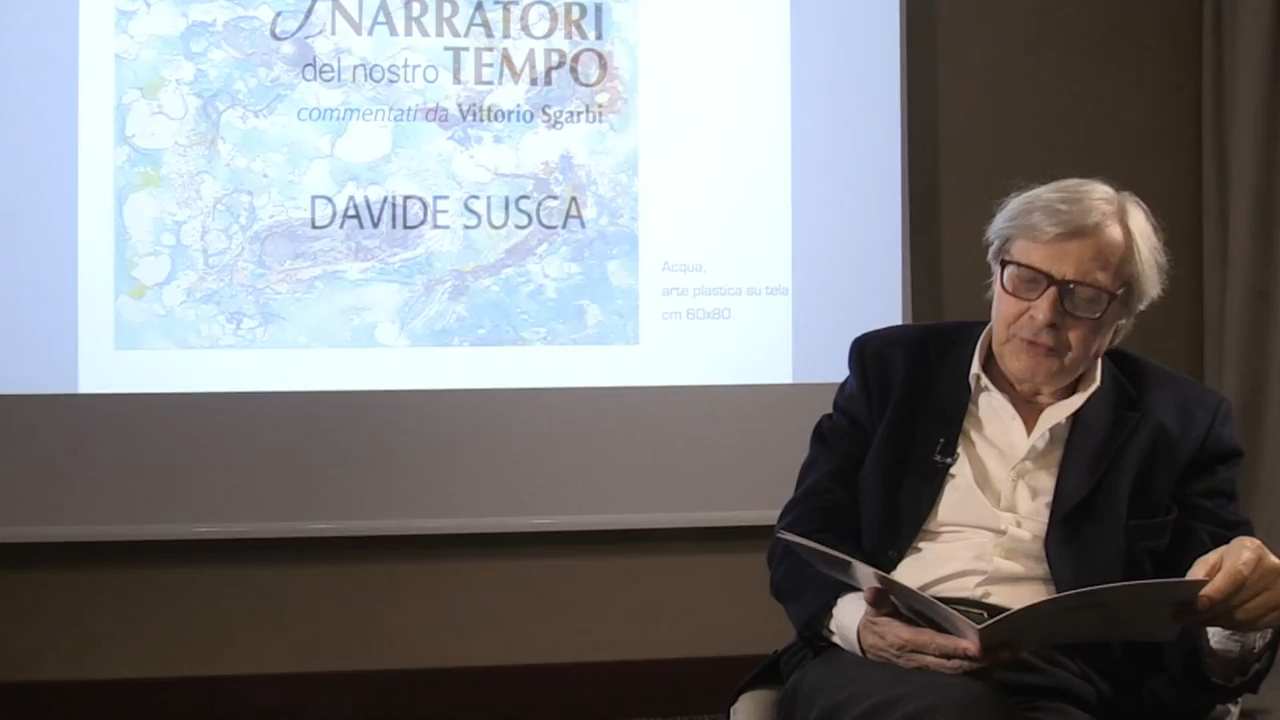 I NARRATORI
del nostro TEMPO
commentati da Vittorio Sgarbi
DAVIDE SUSCA
Acqua,
arte plastica su tela
cm 60x80